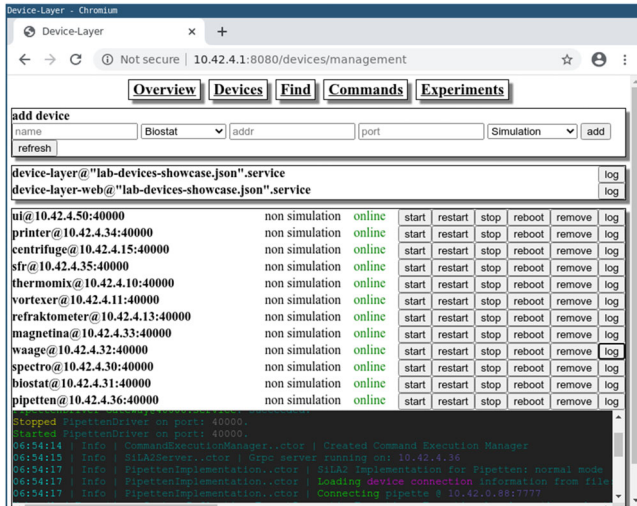 Device-Layer - Chromium
Device-Layer × +
Not secure | 10.42.4.1:8080/devices/management
Overview Devices Find Commands Experiments
add device
name Biostat addr port Simulation add
refresh
device-layer@"lab-devices-showcase.json".service log
device-layer-web@"lab-devices-showcase.json".service log
ui@10.42.4.50:40000 non simulation online start restart stop reboot remove log
printer@10.42.4.34:40000 non simulation online start restart stop reboot remove log
centrifuge@10.42.4.15:40000 non simulation online start restart stop reboot remove log
sfr@10.42.4.35:40000 non simulation online start restart stop reboot remove log
thermomix@10.42.4.10:40000 non simulation online start restart stop reboot remove log
vortexer@10.42.4.11:40000 non simulation online start restart stop reboot remove log
refraktometer@10.42.4.13:40000 non simulation online start restart stop reboot remove log
magnetina@10.42.4.33:40000 non simulation online start restart stop reboot remove log
waage@10.42.4.32:40000 non simulation online start restart stop reboot remove log
spectro@10.42.4.30:40000 non simulation online start restart stop reboot remove log
biostat@10.42.4.31:40000 non simulation online start restart stop reboot remove log
pipetten@10.42.4.36:40000 non simulation online start restart stop reboot remove log
Stopped PipettenDriver on port: 40000.
Started PipettenDriver on port: 40000.
06:54:14 | Info | CommandExecutionManager..ctor | Created Command Execution Manager
06:54:15 | Info | SiLA2Server..ctor | Grpc server running on: 10.42.4.36
06:54:17 | Info | PipettenImplementation..ctor | SiLA2 Implementation for Pipetten: normal mode
06:54:17 | Info | PipettenImplementation..ctor | Loading device connection information from file
06:54:17 | Info | PipettenImplementation..ctor | Connecting pipette @ 10.42.0.88:7777